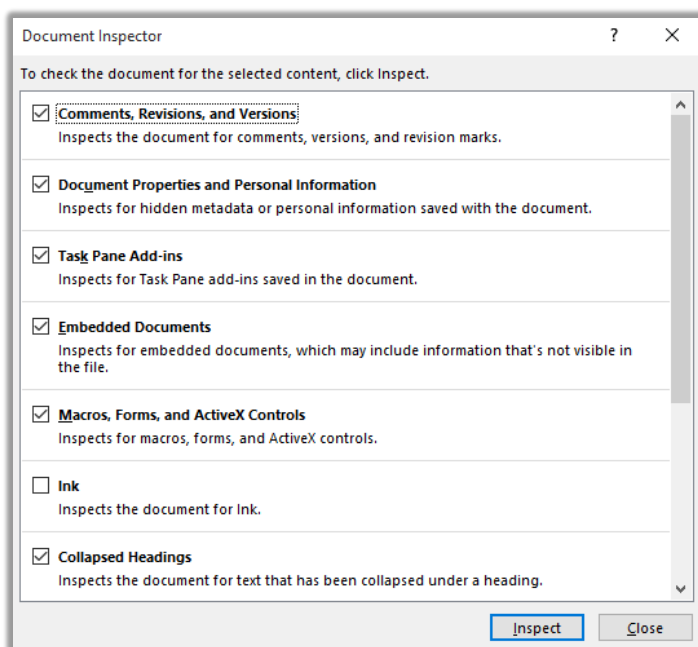 Document Inspector
?
To check the document for the selected content, click Inspect.
Comments, Revisions, and Versions
Inspects the document for comments, versions, and revision marks.
Document Properties and Personal Information
Inspects for hidden metadata or personal information saved with the document.
Task Pane Add-ins
Inspects for Task Pane add-ins saved in the document.
Embedded Documents
Inspects for embedded documents, which may include information that's not visible in
the file.
Macros, Forms, and ActiveX Controls
Inspects for macros, forms, and ActiveX controls.
Ink
Inspects the document for Ink.
Collapsed Headings
Inspects the document for text that has been collapsed under a heading.
Inspect
Close